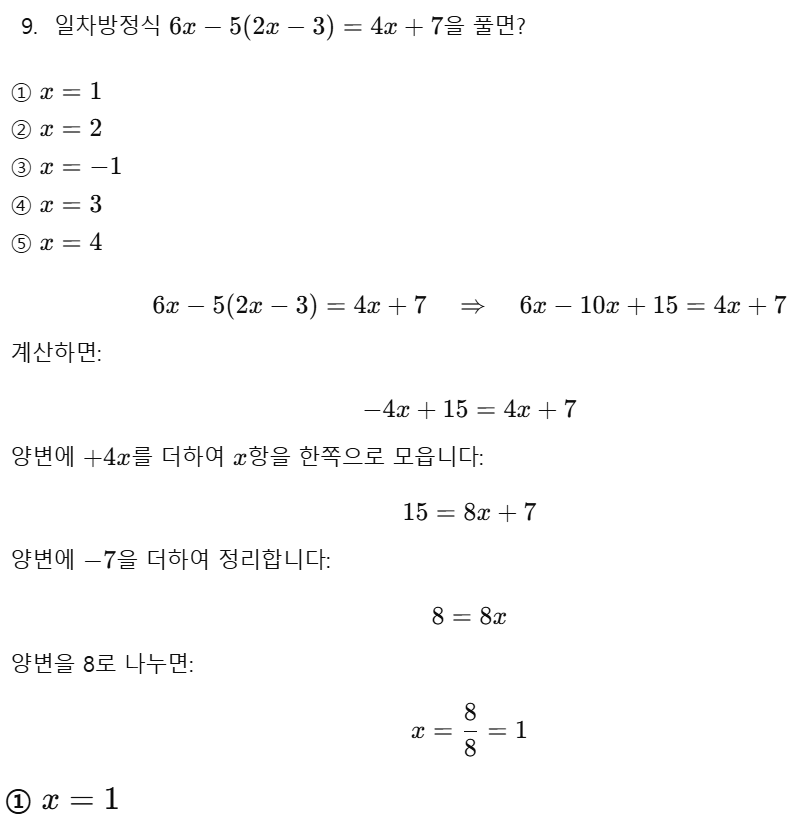 9. 일차방정식 6x − 5(2x − 3) = 4x + 7을 풀면?
① x = 1
② x = 2
③ x = −1
④ x = 3
⑤ x = 4
6x − 5(2x − 3) = 4x + 7 ⇒ 6x − 10x + 15 = 4x + 7
계산하면:
−4x + 15 = 4x + 7
양변에 +4x를 더하여 x항을 한쪽으로 모읍니다:
15 = 8x + 7
양변에 −7을 더하여 정리합니다:
8 = 8x
양변을 8로 나누면:
x = 8/8 = 1
① x = 1